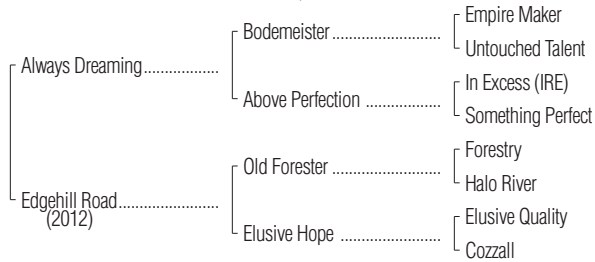 Empire Maker
Bodemeister ....................
Untouched Talent
Always Dreaming..................
In Excess (IRE)
Above Perfection ..................
Something Perfect
Forestry
Old Forester ..........................
Halo River
Edgehill Road........................
(2012)
Elusive Quality
Elusive Hope ........................
Cozzall